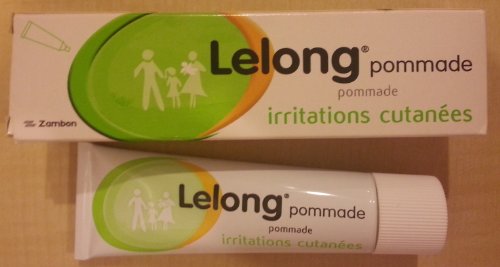 Lelong® pommade
pommade
irritations cutanées
Zambon
Lelong® pommade
pommade
irritations cutanées